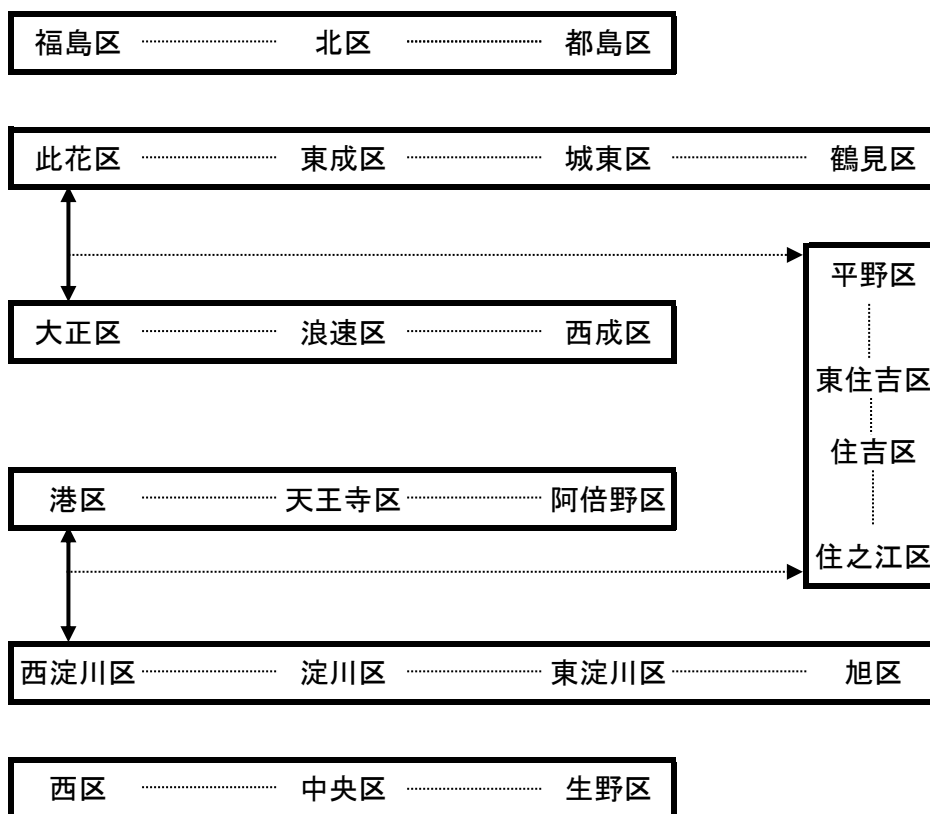 福島区 北区 都島区
此花区 東成区 城東区 鶴見区
平野区
大正区 浪速区 西成区
東住吉区
住吉区
港区 天王寺区 阿倍野区
住之江区
西淀川区 淀川区 東淀川区 旭区
西区 中央区 生野区